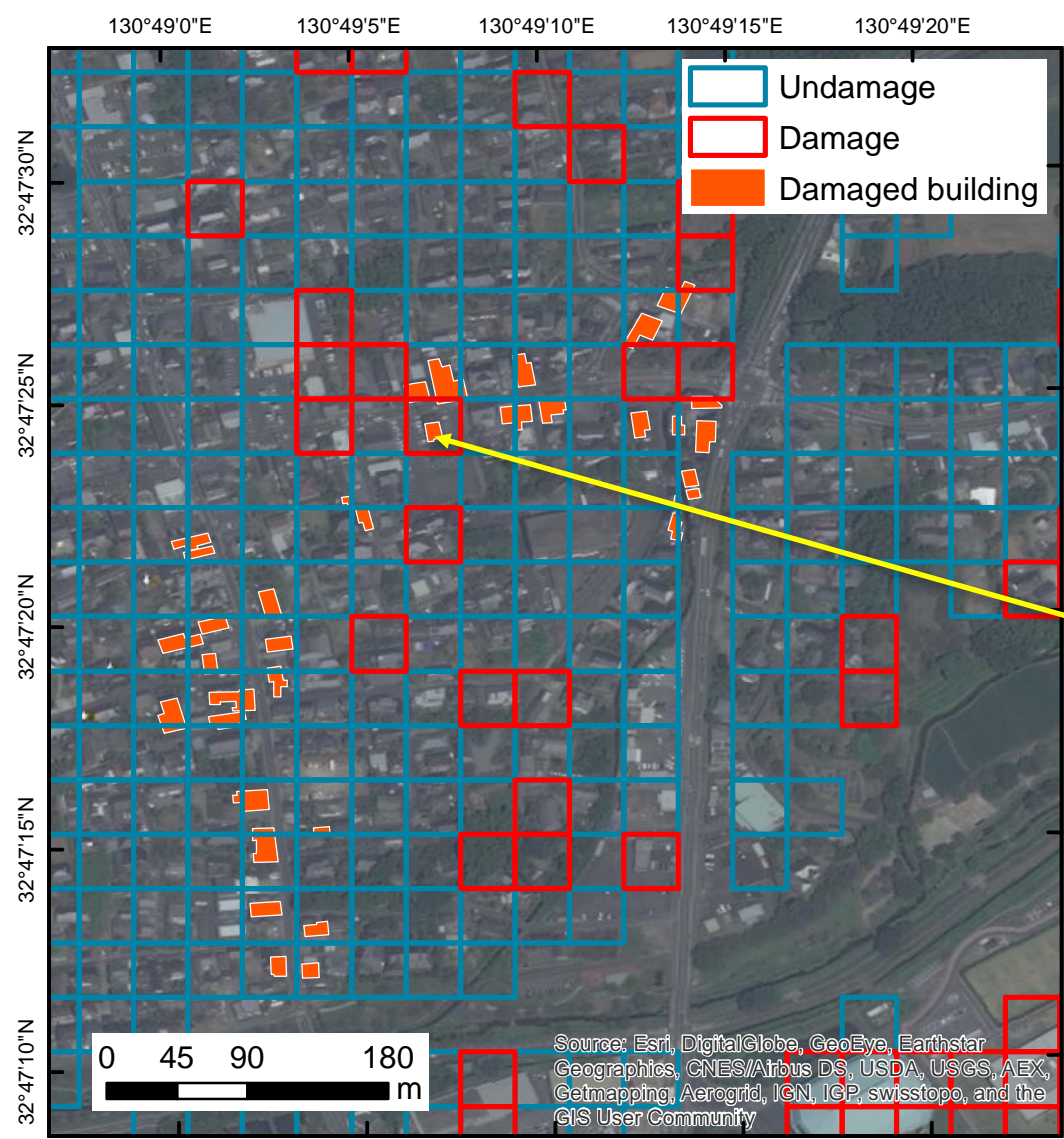 130°49'0"E 130°49'5"E 130°49'10"E 130°49'15"E 130°49'20"E
Undamage
Damage
Damaged building
32°47'30"N
32°47'25"N
32°47'20"N
32°47'15"N
32°47'10"N
0 45 90 180
m
Source: Esri, DigitalGlobe, GeoEye, Earthstar
Geographics, CNES/Airbus DS, USDA, USGS, AEX,
Getmapping, Aerogrid, IGN, IGP, swisstopo, and the
GIS User Community